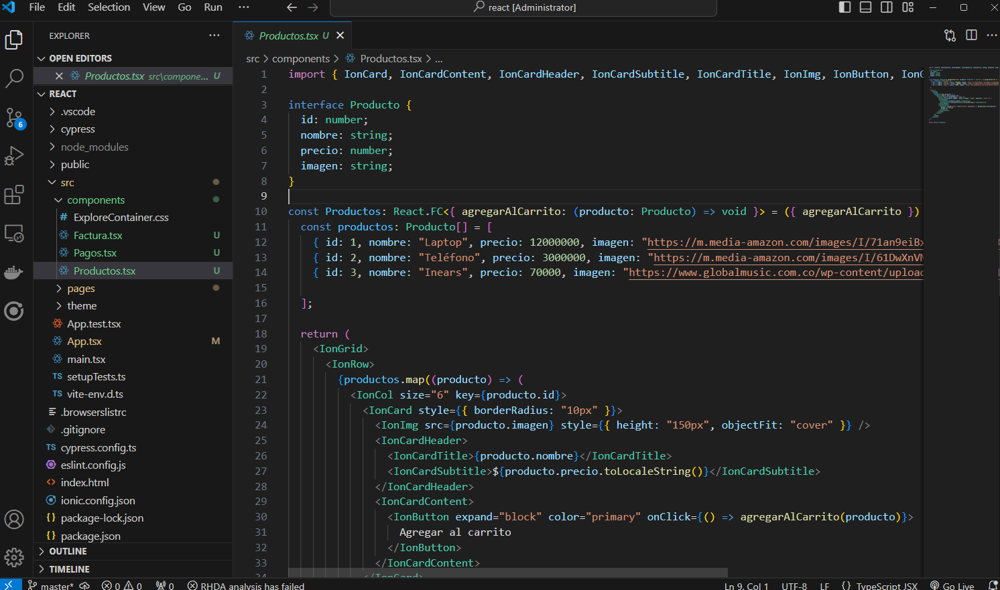 File Edit Selection View Go Run ··· react [Administrator]
EXPLORER
OPEN EDITORS
Productos.tsx src\compone... U
REACT
.vscode
cypress
node_modules
public
src
components
# ExploreContainer.css
Factura.tsx U
Pagos.tsx U
Productos.tsx U
pages
theme
App.test.tsx
App.tsx M
main.tsx
TS setupTests.ts
TS vite-env.d.ts
.browserslistrc
.gitignore
TS cypress.config.ts
eslint.config.js
<> index.html
ionic.config.json
{} package-lock.json
{} package.json
OUTLINE
TIMELINE
6
Productos.tsx U
src > components > Productos.tsx > ...
1 import { IonCard, IonCardContent, IonCardHeader, IonCardSubtitle, IonCardTitle, IonImg, IonButton, IonG
2
3 interface Producto {
4 id: number;
5 nombre: string;
6 precio: number;
7 imagen: string;
8 }
9
10 const Productos: React.FC<{ agregarAlCarrito: (producto: Producto) => void }> = ({ agregarAlCarrito })
11 const productos: Producto[] = [
12 { id: 1, nombre: "Laptop", precio: 12000000, imagen: "https://m.media-amazon.com/images/I/71an9eiBx
13 { id: 2, nombre: "Teléfono", precio: 3000000, imagen: "https://m.media-amazon.com/images/I/61DwXnVM
14 { id: 3, nombre: "Inears", precio: 70000, imagen: "https://www.globalmusic.com.co/wp-content/upload
15
16 ];
17
18 return (
19 <IonGrid>
20 <IonRow>
21 {productos.map((producto) => (
22 <IonCol size="6" key={producto.id}>
23 <IonCard style={{ borderRadius: "10px" }}>
24 <IonImg src={producto.imagen} style={{ height: "150px", objectFit: "cover" }} />
25 <IonCardHeader>
26 <IonCardTitle>{producto.nombre}</IonCardTitle>
27 <IonCardSubtitle>${producto.precio.toLocaleString()}</IonCardSubtitle>
28 </IonCardHeader>
29 <IonCardContent>
30 <IonButton expand="block" color="primary" onClick={() => agregarAlCarrito(producto)}>
31 Agregar al carrito
32 </IonButton>
33 </IonCardContent>
34 </IonCard>
master* 0 0 0 RHDA analysis has failed Ln 9, Col 1 UTF-8 LF {} TypeScript JSX Go Live